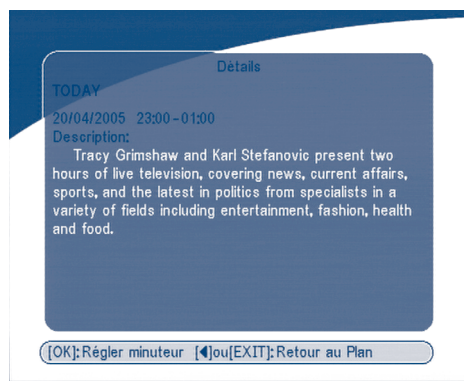 Dètails
TODAY
20/04/2005 23:00-01:00
Description:
Tracy Grimshaw and Karl Stefanovic present two
hours of live television, covering news, current affairs,
sports, and the latest in politics from specialists in a
variety of fields including entertainment, fashion, health
and food.
[OK]:Régler minuteur [◀]ou[EXIT]:Retour au Plan